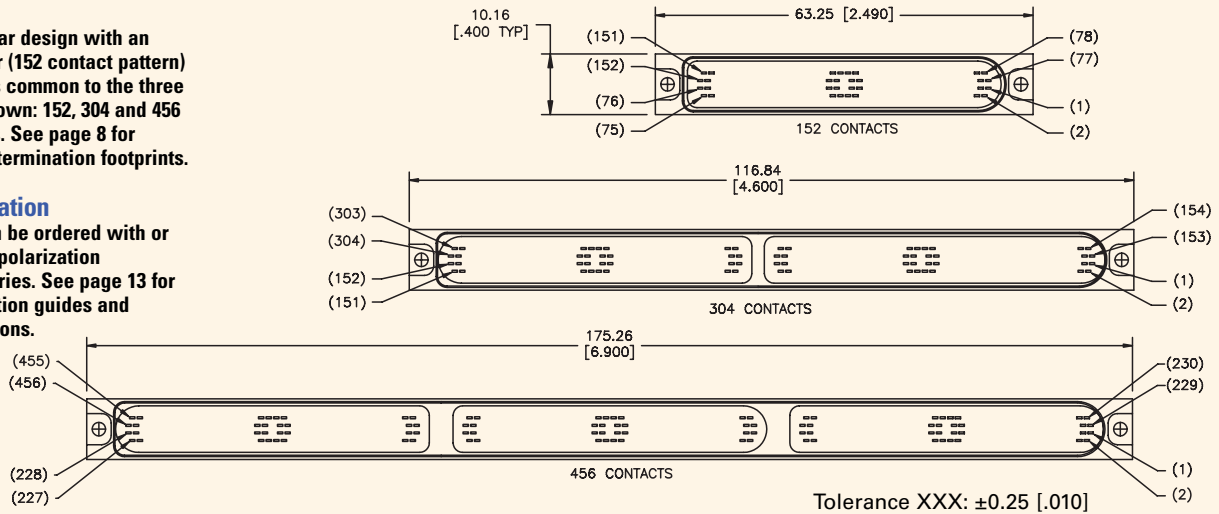 ar design with an
r (152 contact pattern)
s common to the three
own: 152, 304 and 456
. See page 8 for
termination footprints.
ation
n be ordered with or
polarization
ries. See page 13 for
tion guides and
ons.
10.16
[.400 TYP]
63.25 [2.490]
(151)
(152)
(76)
(75)
(78)
(77)
(1)
(2)
152 CONTACTS
116.84
[4.600]
(303)
(304)
(152)
(151)
(154)
(153)
(1)
(2)
304 CONTACTS
175.26
[6.900]
(455)
(456)
(228)
(227)
(230)
(229)
(1)
(2)
456 CONTACTS
Tolerance XXX: ±0.25 [.010]